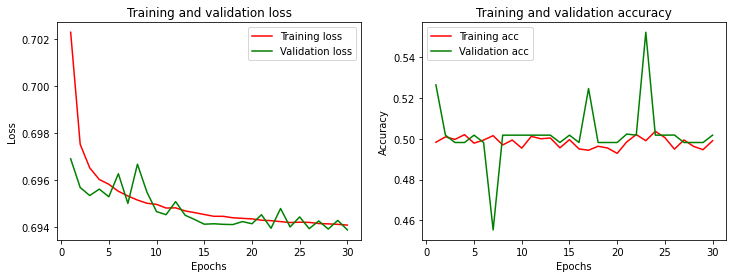 Training and validation loss
Training loss
Validation loss
0.702
0.700
0.698
0.696
0.694
Loss
0
5
10
15
20
25
30
Epochs
Training and validation accuracy
Training acc
Validation acc
0.54
0.52
0.50
0.48
0.46
Accuracy
0
5
10
15
20
25
30
Epochs